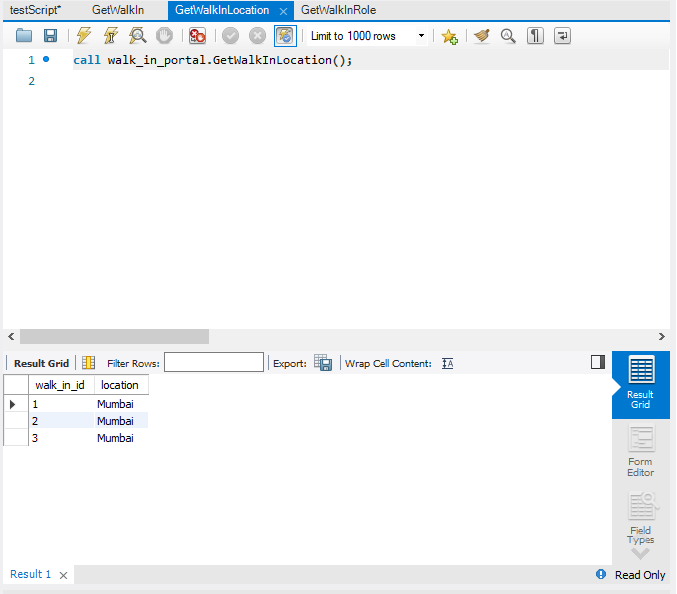 testScript* GetWalkIn GetWalkInLocation GetWalkInRole
Limit to 1000 rows
1 call walk_in_portal.GetWalkInLocation();
2
Result Grid Filter Rows: Export: Wrap Cell Content: IA
walk_in_id location
1 Mumbai
2 Mumbai
3 Mumbai
Result
Grid
Form
Editor
Field
Types
Result 1 Read Only